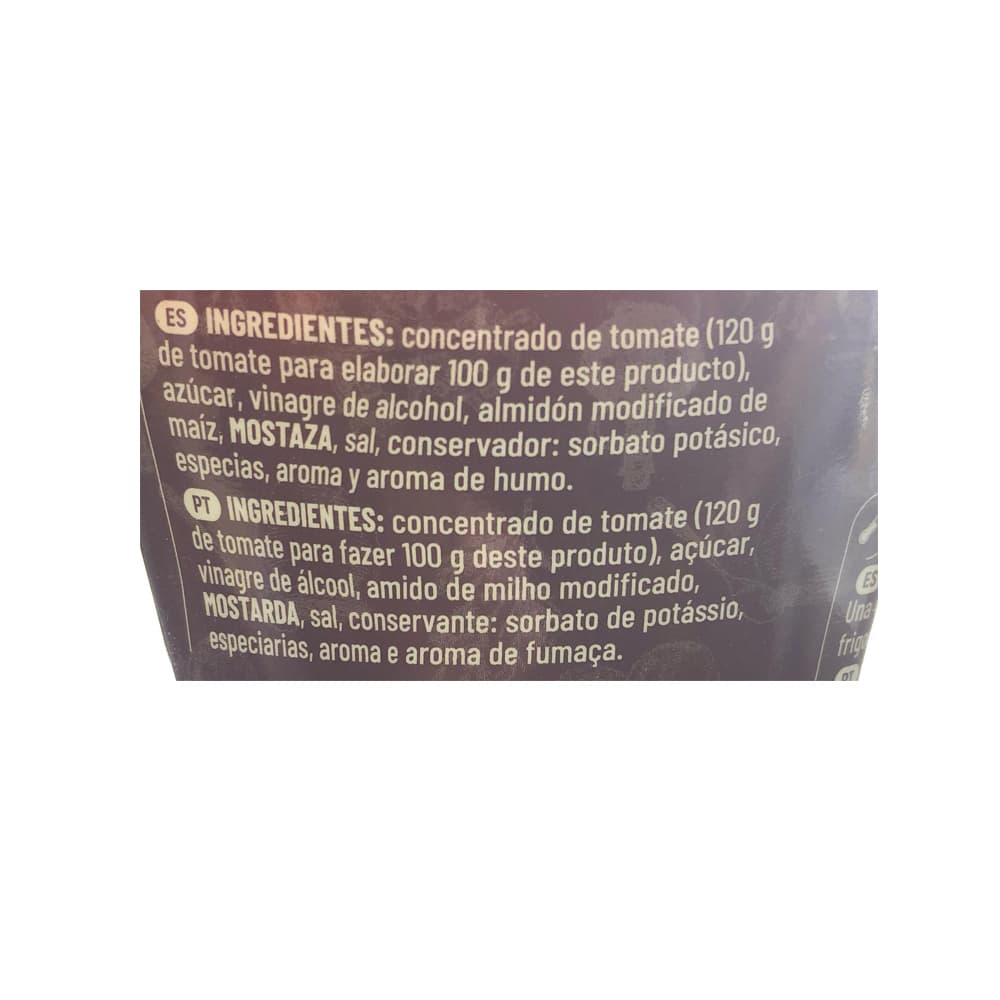 ES INGREDIENTES: concentrado de tomate (120 g
de tomate para elaborar 100 g de este producto),
azúcar, vinagre de alcohol, almidón modificado de
maíz, MOSTAZA, sal, conservador: sorbato potásico,
especias, aroma y aroma de humo.
PT INGREDIENTES: concentrado de tomate (120 g
de tomate para fazer 100 g deste produto), açúcar,
vinagre de álcool, amido de milho modificado,
MOSTARDA, sal, conservante: sorbato de potássio,
especiarias, aroma e aroma de fumaça.
ES
Una
PT